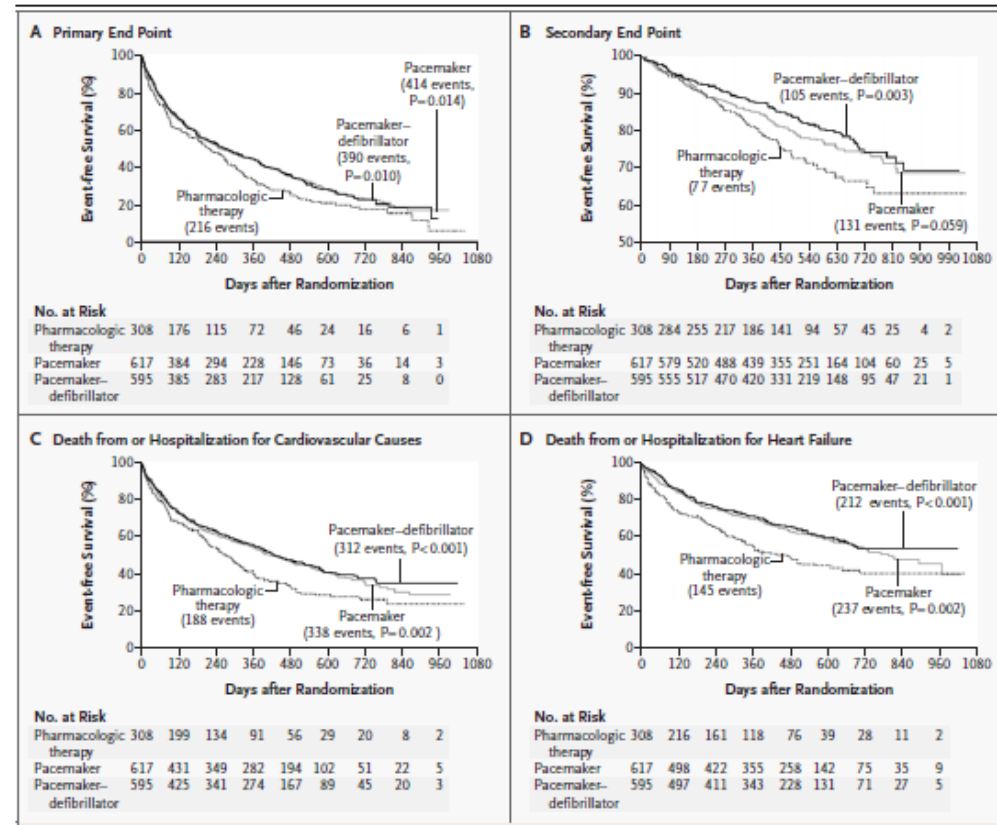 A Primary End Point
Event-free Survival (%)
100
80
60
40
20
0
Pacemaker
(414 events,
P=0.014)
Pacemaker–
defibrillator
(390 events,
P=0.010)
Pharmacologic
therapy
(216 events)
0 120 240 360 480 600 720 840 960 1080
Days after Randomization
No. at Risk
Pharmacologic 308 176 115 72 46 24 16 6 1
therapy
Pacemaker 617 384 294 228 146 73 36 14 3
Pacemaker– 595 385 283 217 128 61 25 8 0
defibrillator
B Secondary End Point
Event-free Survival (%)
100
90
80
70
60
50
Pacemaker–defibrillator
(105 events, P=0.003)
Pharmacologic
therapy
(77 events)
Pacemaker
(131 events, P=0.059)
0 90 180 270 360 450 540 630 720 810 900 990 1080
Days after Randomization
No. at Risk
Pharmacologic 308 284 255 217 186 141 94 57 45 25 4 2
therapy
Pacemaker 617 579 520 488 439 355 251 164 104 60 25 5
Pacemaker– 595 555 517 470 420 331 219 148 95 47 21 1
defibrillator
C Death from or Hospitalization for Cardiovascular Causes
Event-free Survival (%)
100
80
60
40
20
0
Pacemaker–defibrillator
(312 events, P<0.001)
Pharmacologic
therapy
(188 events)
Pacemaker
(338 events, P=0.002 )
0 120 240 360 480 600 720 840 960 1080
Days after Randomization
No. at Risk
Pharmacologic 308 199 134 91 56 29 20 8 2
therapy
Pacemaker 617 431 349 282 194 102 51 22 5
Pacemaker– 595 425 341 274 167 89 45 20 3
defibrillator
D Death from or Hospitalization for Heart Failure
Event-free Survival (%)
100
80
60
40
20
0
Pacemaker–defibrillator
(212 events, P<0.001)
Pharmacologic
therapy
(145 events)
Pacemaker
(237 events, P=0.002)
0 120 240 360 480 600 720 840 960 1080
Days after Randomization
No. at Risk
Pharmacologic 308 216 161 118 76 39 28 11 2
therapy
Pacemaker 617 498 422 355 258 142 75 35 9
Pacemaker– 595 497 411 343 228 131 71 27 5
defibrillator